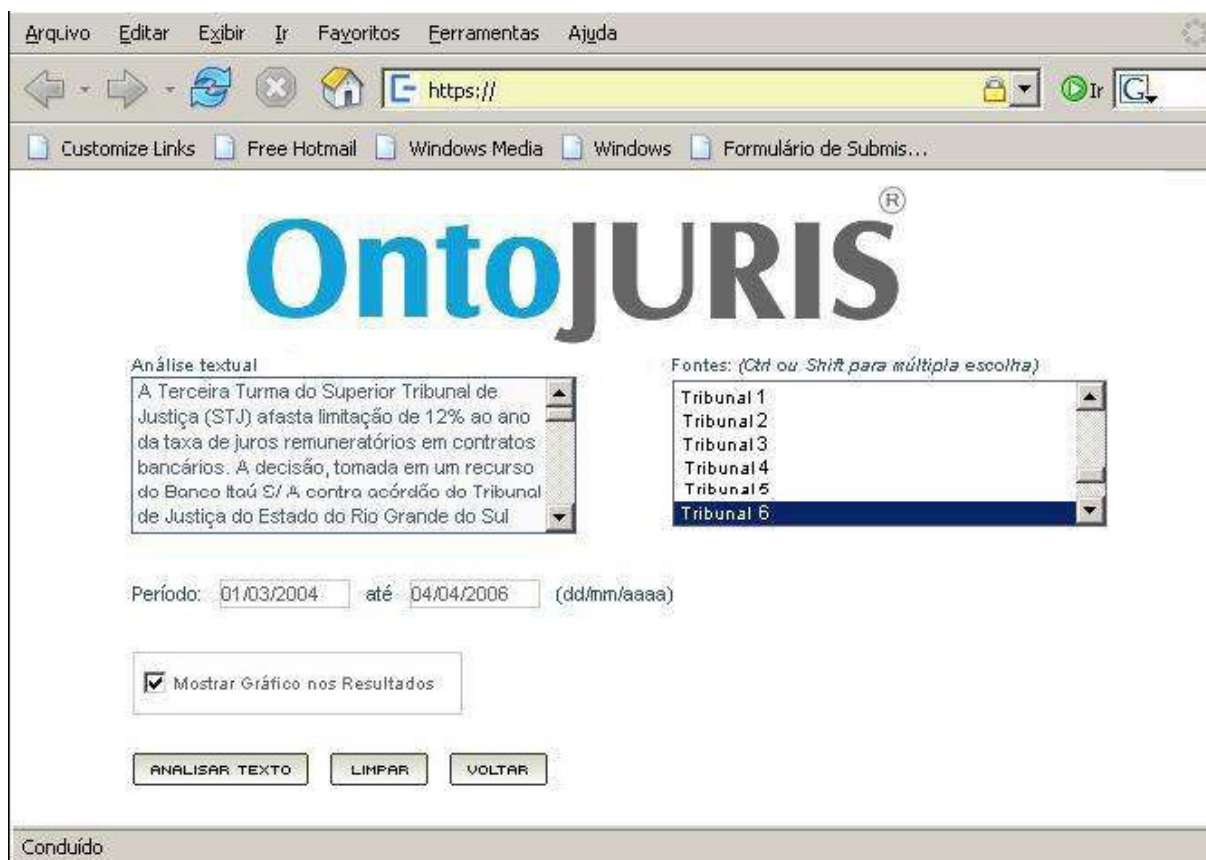 Arquivo Editar Exibir Ir Favoritos Ferramentas Ajuda
https:// Ir G
Customize Links Free Hotmail Windows Media Windows Formulário de Submis...
OntoJURIS ®
Análise textual
A Terceira Turma do Superior Tribunal de
Justiça (STJ) afasta limitação de 12% ao ano
da taxa de juros remuneratórios em contratos
bancários. A decisão, tomada em um recurso
do Banco Itaú S/ A contra acórdão do Tribunal
de Justiça do Estado do Rio Grande do Sul
Fontes: (Ctrl ou Shift para múltipla escolha)
Tribunal 1
Tribunal 2
Tribunal 3
Tribunal 4
Tribunal 5
Tribunal 6
Período: 01/03/2004 até 04/04/2006 (dd/mm/aaaa)
Mostrar Gráfico nos Resultados
ANALISAR TEXTO LIMPAR VOLTAR
Conduído